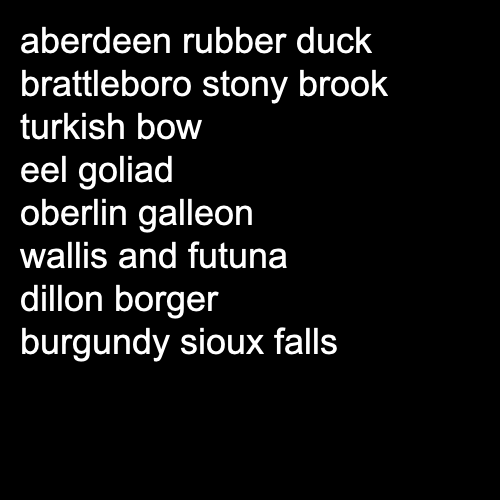 aberdeen rubber duck
brattleboro stony brook
turkish bow
eel goliad
oberlin galleon
wallis and futuna
dillon borger
burgundy sioux falls